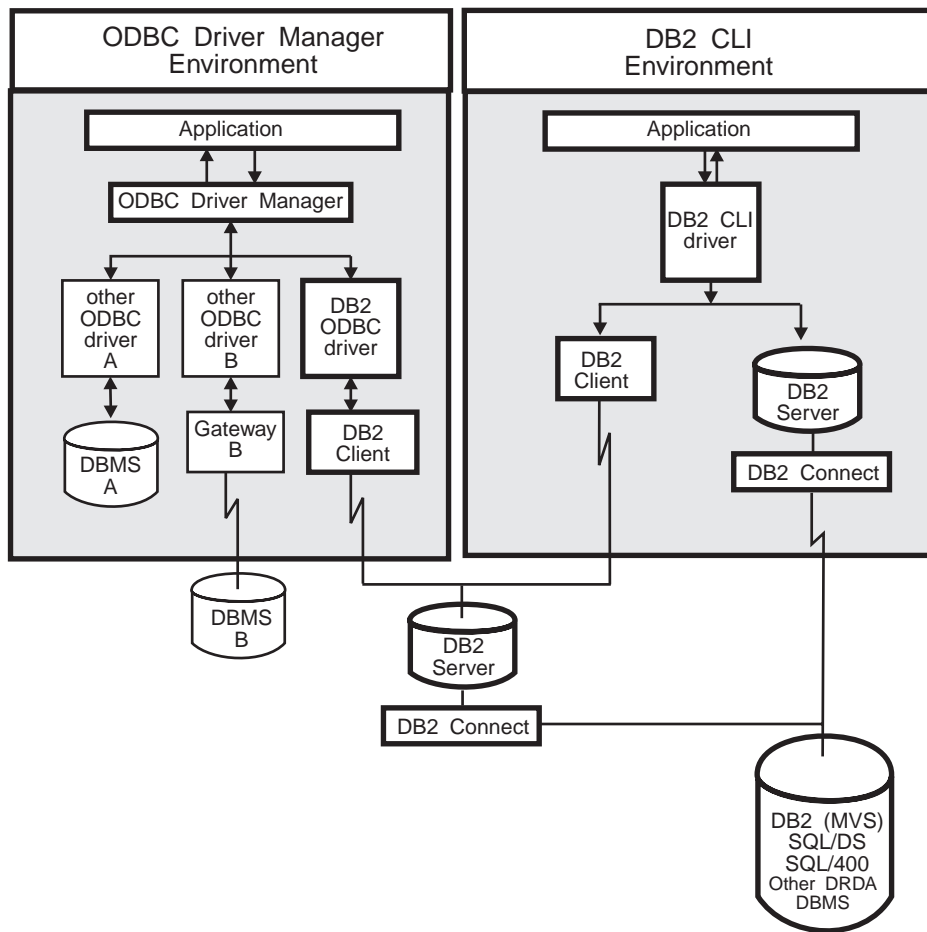 ODBC Driver Manager
Environment
DB2 CLI
Environment
Application
ODBC Driver Manager
other
ODBC
driver
A
other
ODBC
driver
B
DB2
ODBC
driver
DBMS
A
Gateway
B
DB2
Client
DBMS
B
Application
DB2 CLI
driver
DB2
Client
DB2
Server
DB2 Connect
DB2
Server
DB2 Connect
DB2 (MVS)
SQL/DS
SQL/400
Other DRDA
DBMS